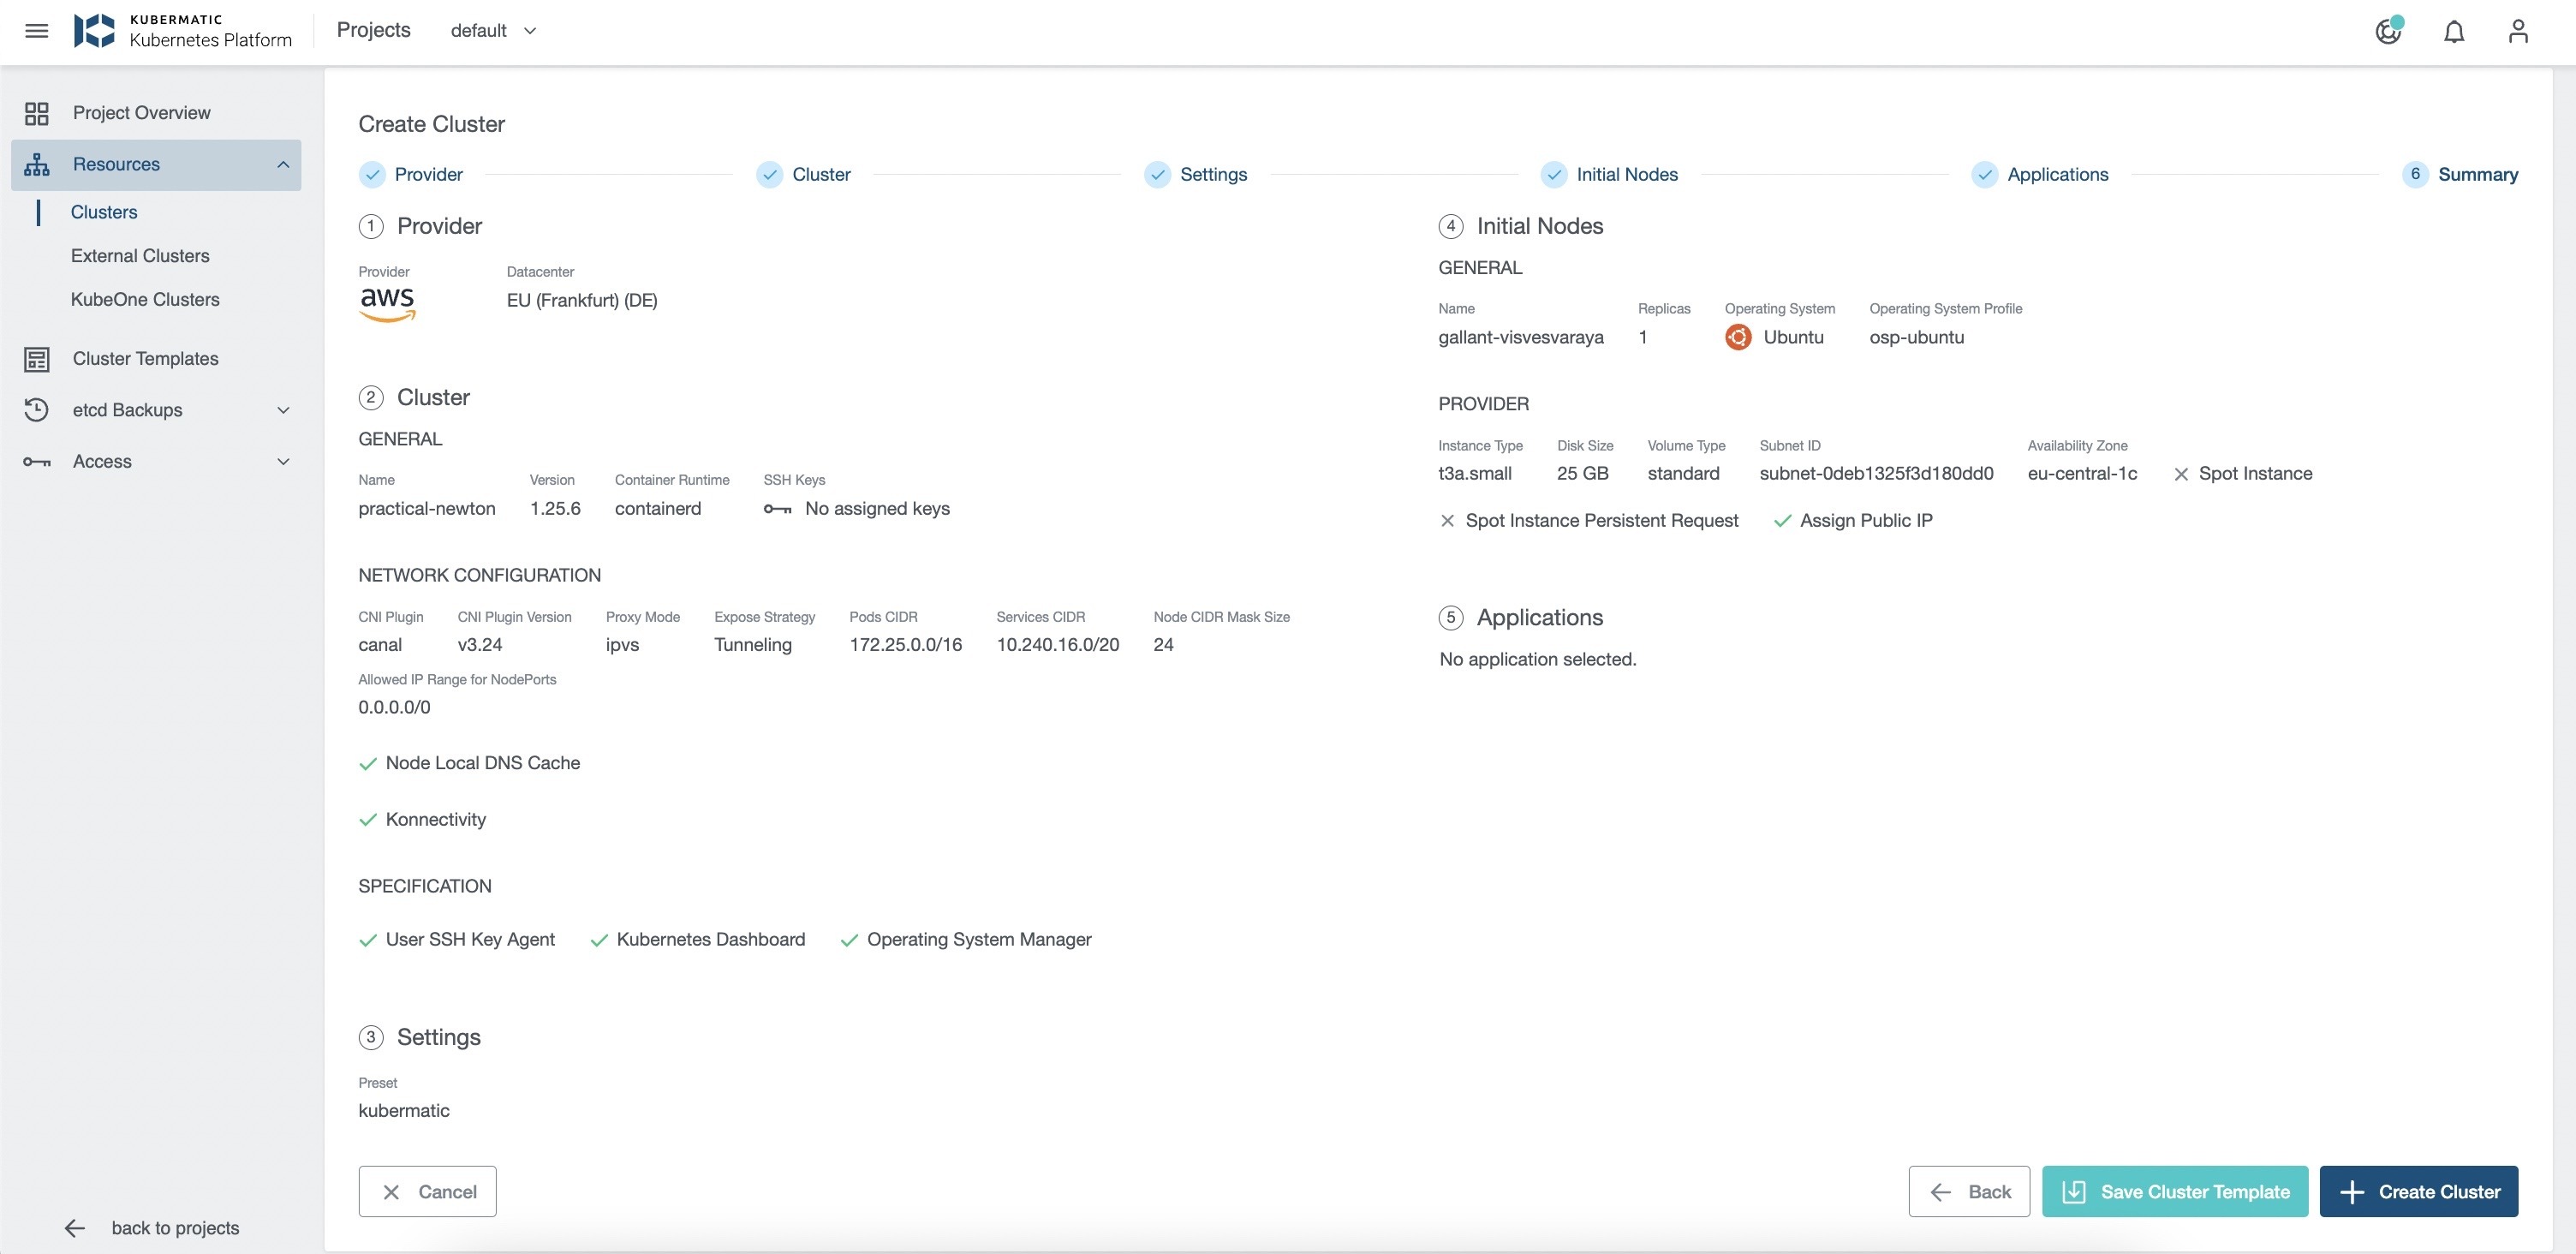 KUBERMATIC
Kubernetes Platform
Projects
default
Project Overview
Resources
Clusters
External Clusters
KubeOne Clusters
Cluster Templates
etcd Backups
Access
back to projects
Create Cluster
Provider
Cluster
Settings
Initial Nodes
Applications
6 Summary
1 Provider
Provider Datacenter
aws EU (Frankfurt) (DE)
2 Cluster
GENERAL
Name Version Container Runtime SSH Keys
practical-newton 1.25.6 containerd No assigned keys
NETWORK CONFIGURATION
CNI Plugin CNI Plugin Version Proxy Mode Expose Strategy Pods CIDR Services CIDR Node CIDR Mask Size
canal v3.24 ipvs Tunneling 172.25.0.0/16 10.240.16.0/20 24
Allowed IP Range for NodePorts
0.0.0.0/0
Node Local DNS Cache
Konnectivity
SPECIFICATION
User SSH Key Agent Kubernetes Dashboard Operating System Manager
3 Settings
Preset
kubermatic
4 Initial Nodes
GENERAL
Name Replicas Operating System Operating System Profile
gallant-visvesvaraya 1 Ubuntu osp-ubuntu
PROVIDER
Instance Type Disk Size Volume Type Subnet ID Availability Zone
t3a.small 25 GB standard subnet-0deb1325f3d180dd0 eu-central-1c Spot Instance
Spot Instance Persistent Request Assign Public IP
5 Applications
No application selected.
Cancel
Back
Save Cluster Template
Create Cluster